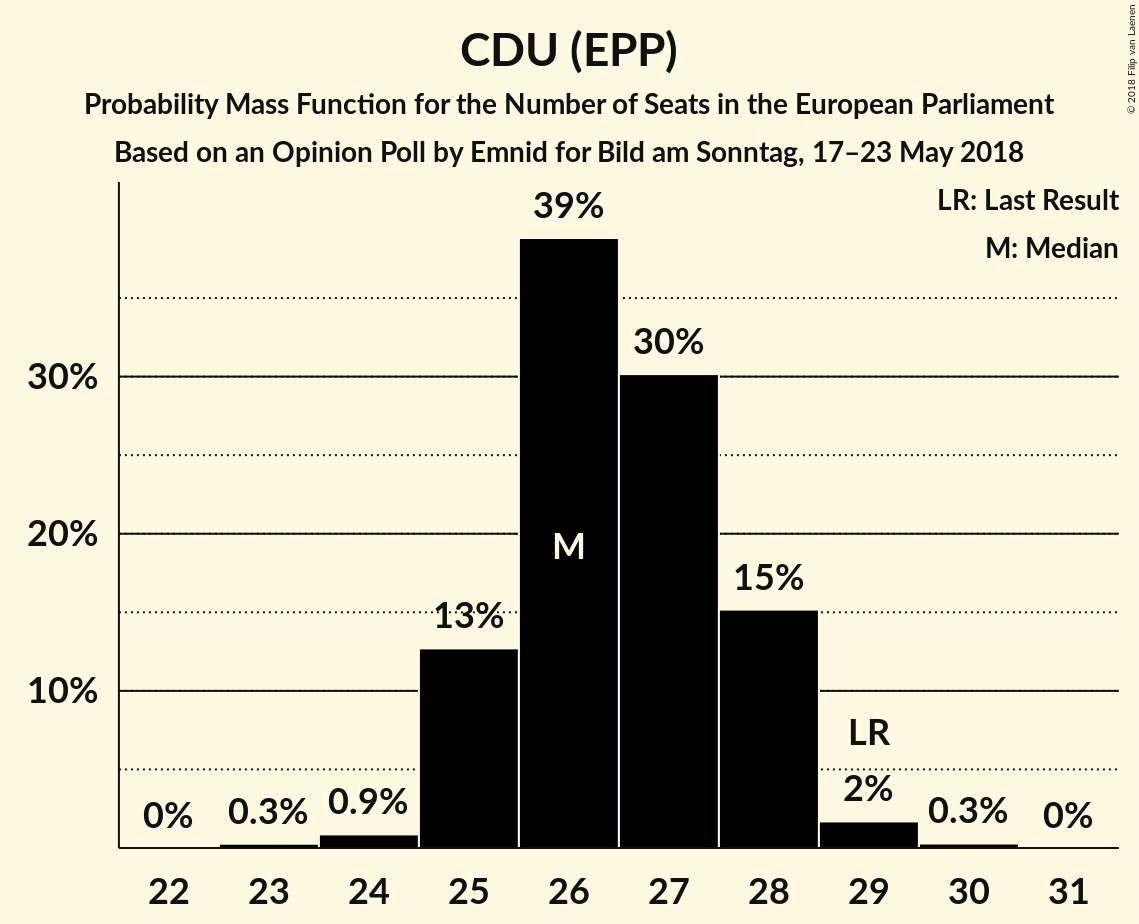 CDU (EPP)
Probability Mass Function for the Number of Seats in the European Parliament
Based on an Opinion Poll by Emnid for Bild am Sonntag, 17–23 May 2018
© 2018 Filip van Laenen
LR: Last Result
M: Median
39%
30%
30%
20%
M
15%
13%
10%
LR
2%
0%
0.3%
0.9%
0.3%
0%
22 23 24 25 26 27 28 29 30 31